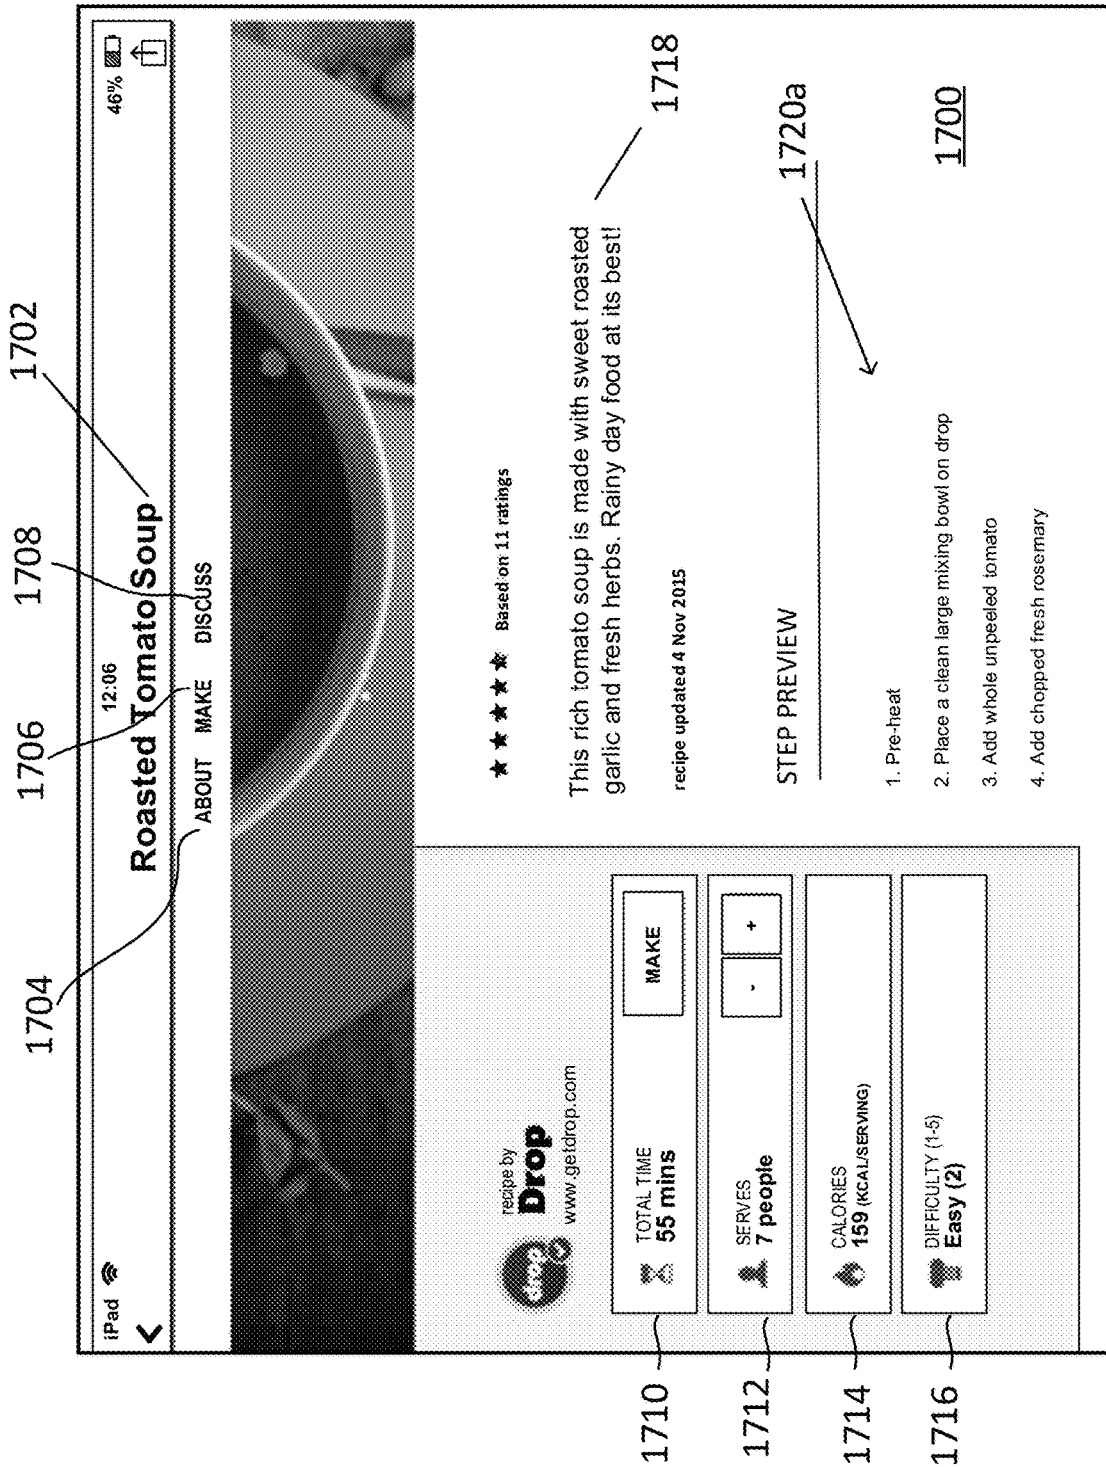 1702
1708
1706
1704
iPad
12:06
46%
Roasted Tomato Soup
ABOUT MAKE DISCUSS
drop
recipe by
Drop
www.getdrop.com
1710
TOTAL TIME
55 mins
MAKE
1712
SERVES
7 people
- +
1714
CALORIES
159 (KCAL/SERVING)
1716
DIFFICULTY (1-5)
Easy (2)
Based on 11 ratings
This rich tomato soup is made with sweet roasted
garlic and fresh herbs. Rainy day food at its best!
1718
recipe updated 4 Nov 2015
STEP PREVIEW
1720a
1. Pre-heat
2. Place a clean large mixing bowl on drop
3. Add whole unpeeled tomato
4. Add chopped fresh rosemary
1700